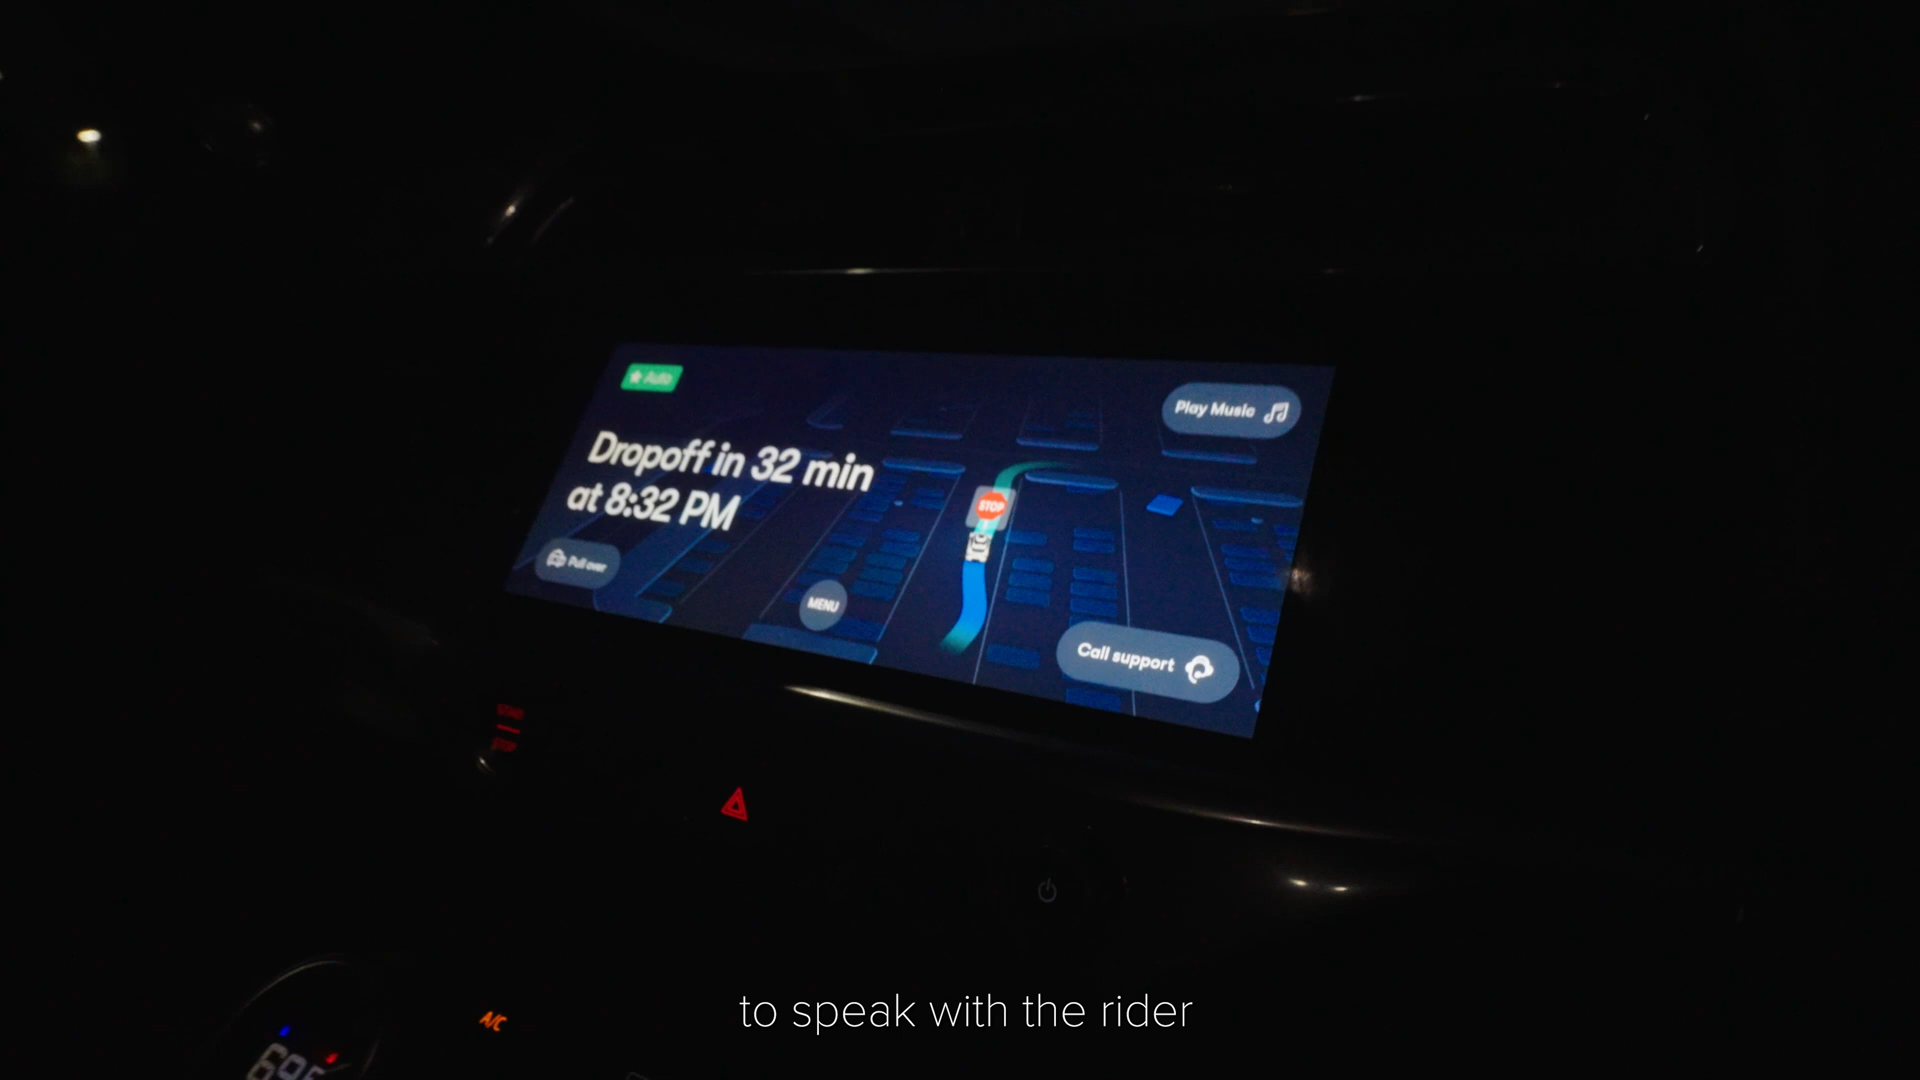 Auto
Play Music
Dropoff in 32 min
at 8:32 PM
STOP
Pull over
MENU
Call support
STOP
A/C
to speak with the rider